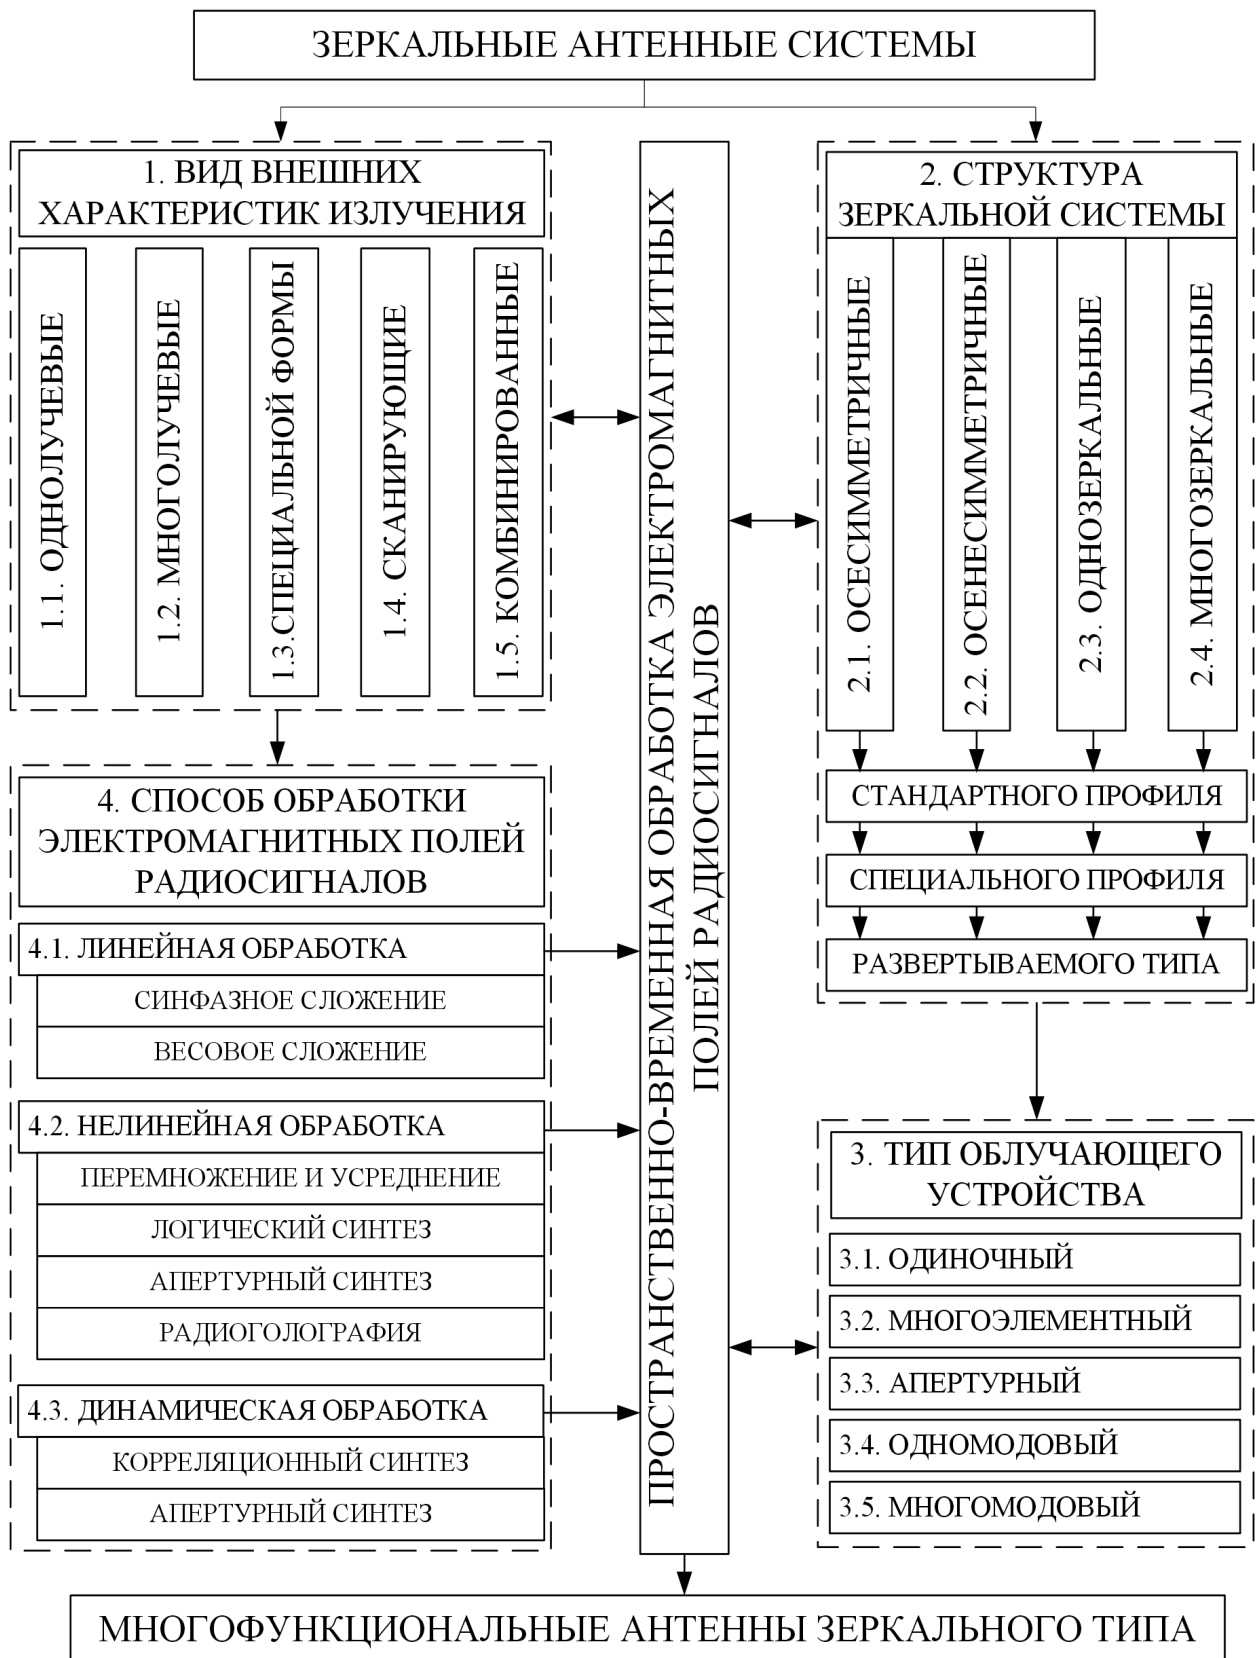 ЗЕРКАЛЬНЫЕ АНТЕННЫЕ СИСТЕМЫ
1. ВИД ВНЕШНИХ
ХАРАКТЕРИСТИК ИЗЛУЧЕНИЯ
1.1. ОДНОЛУЧЕВЫЕ
1.2. МНОГОЛУЧЕВЫЕ
1.3.СПЕЦИАЛЬНОЙ ФОРМЫ
1.4. СКАНИРУЮЩИЕ
1.5. КОМБИНИРОВАННЫЕ
ПРОСТРАНСТВЕННО-ВРЕМЕННАЯ ОБРАБОТКА ЭЛЕКТРОМАГНИТНЫХ
ПОЛЕЙ РАДИОСИГНАЛОВ
2. СТРУКТУРА
ЗЕРКАЛЬНОЙ СИСТЕМЫ
2.1. ОСЕСИММЕТРИЧНЫЕ
2.2. ОСЕНЕСИММЕТРИЧНЫЕ
2.3. ОДНОЗЕРКАЛЬНЫЕ
2.4. МНОГОЗЕРКАЛЬНЫЕ
СТАНДАРТНОГО ПРОФИЛЯ
СПЕЦИАЛЬНОГО ПРОФИЛЯ
РАЗВЕРТЫВАЕМОГО ТИПА
4. СПОСОБ ОБРАБОТКИ
ЭЛЕКТРОМАГНИТНЫХ ПОЛЕЙ
РАДИОСИГНАЛОВ
4.1. ЛИНЕЙНАЯ ОБРАБОТКА
СИНФАЗНОЕ СЛОЖЕНИЕ
ВЕСОВОЕ СЛОЖЕНИЕ
4.2. НЕЛИНЕЙНАЯ ОБРАБОТКА
ПЕРЕМНОЖЕНИЕ И УСРЕДНЕНИЕ
ЛОГИЧЕСКИЙ СИНТЕЗ
АПЕРТУРНЫЙ СИНТЕЗ
РАДИОГОЛОГРАФИЯ
4.3. ДИНАМИЧЕСКАЯ ОБРАБОТКА
КОРРЕЛЯЦИОННЫЙ СИНТЕЗ
АПЕРТУРНЫЙ СИНТЕЗ
3. ТИП ОБЛУЧАЮЩЕГО
УСТРОЙСТВА
3.1. ОДИНОЧНЫЙ
3.2. МНОГОЭЛЕМЕНТНЫЙ
3.3. АПЕРТУРНЫЙ
3.4. ОДНОМОДОВЫЙ
3.5. МНОГОМОДОВЫЙ
МНОГОФУНКЦИОНАЛЬНЫЕ АНТЕННЫ ЗЕРКАЛЬНОГО ТИПА